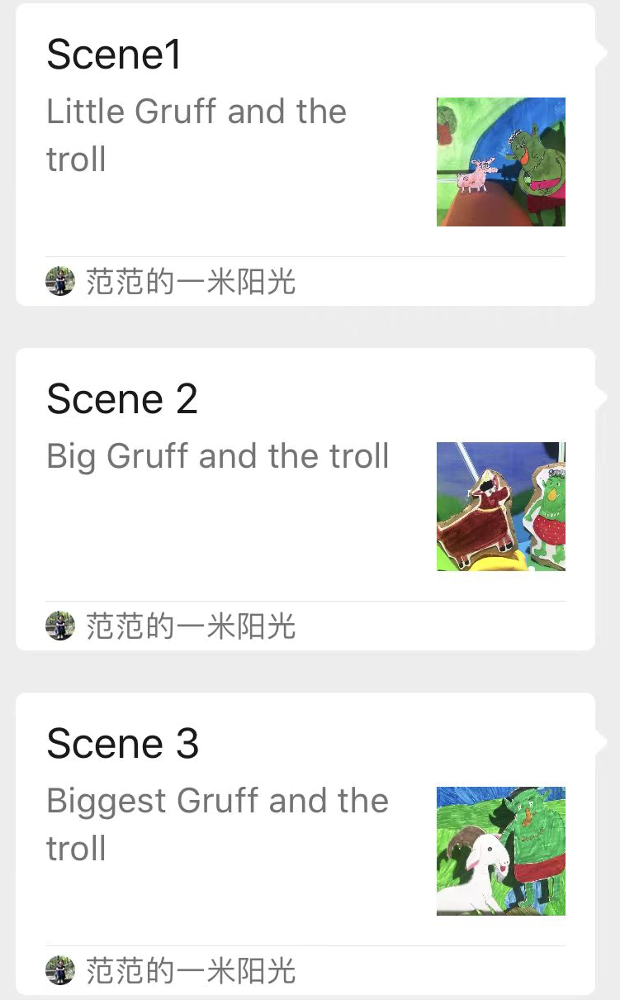 Scene1
Little Gruff and the
troll
范范的一米阳光
Scene 2
Big Gruff and the troll
范范的一米阳光
Scene 3
Biggest Gruff and the
troll
范范的一米阳光